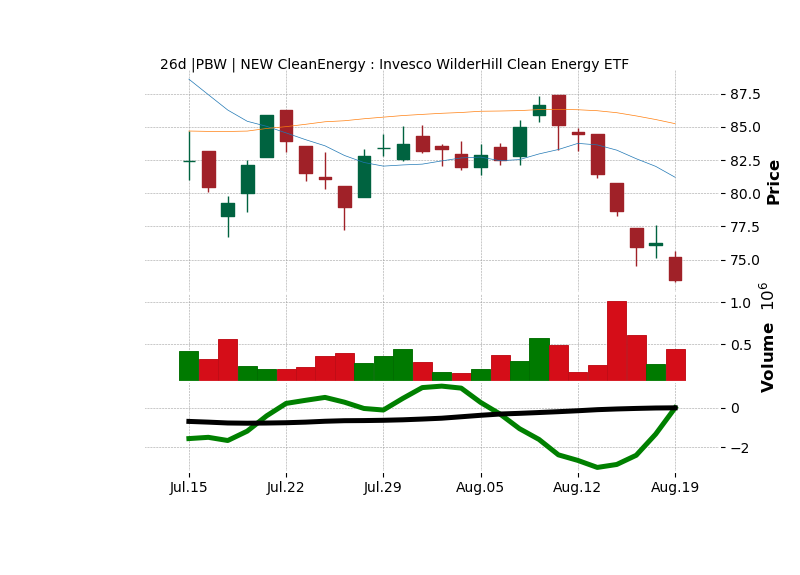 26d |PBW | NEW CleanEnergy : Invesco WilderHill Clean Energy ETF
87.5
85.0
82.5
80.0
77.5
75.0
Price
1.0
0.5
Volume 10^6
0
−2
Jul.15 Jul.22 Jul.29 Aug.05 Aug.12 Aug.19